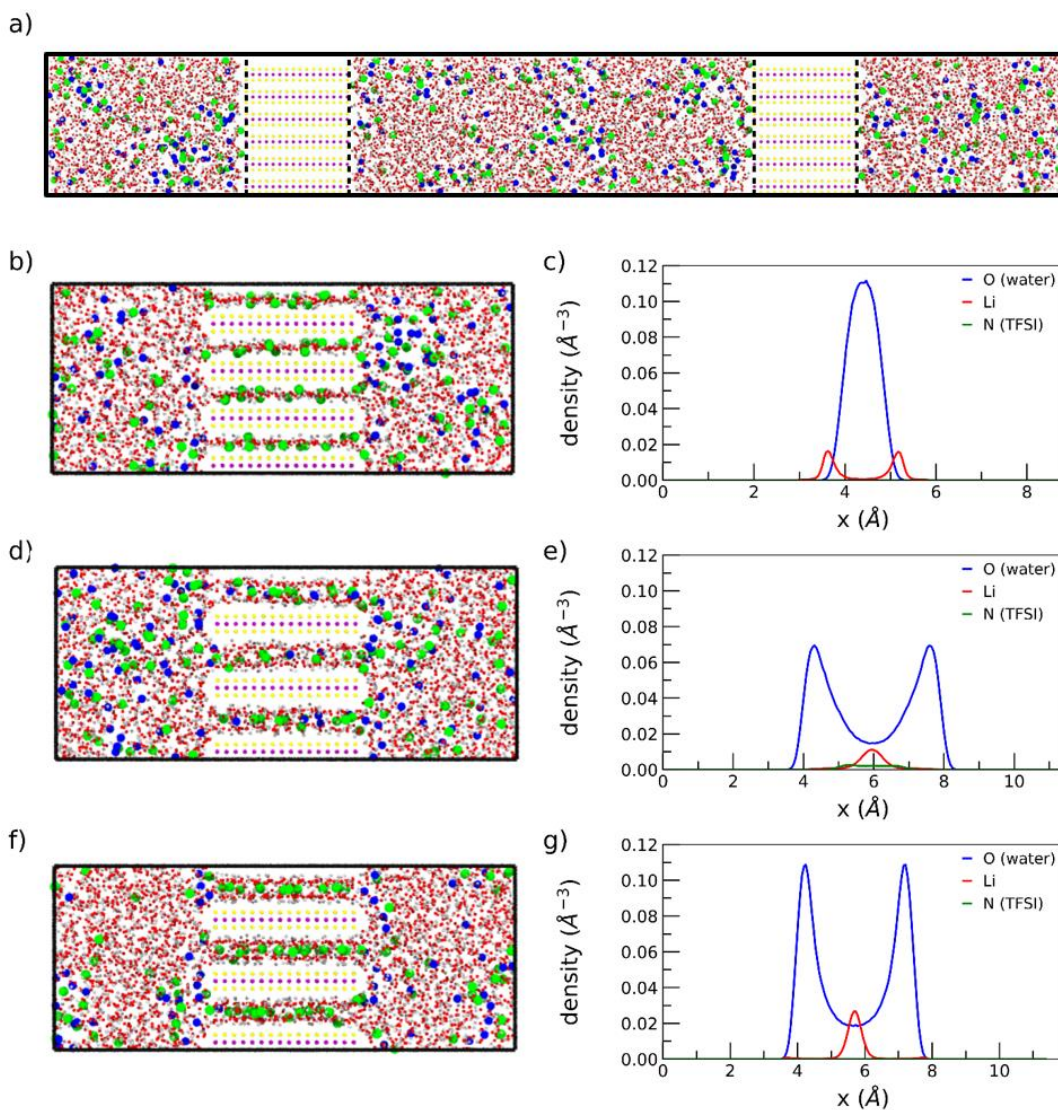 a)
b)
c)
0.12
0.10
0.08
0.06
0.04
0.02
0.00
density (Å⁻³)
O (water)
Li
N (TFSI)
0 2 4 6 8
x (Å)
d)
e)
0.12
0.10
0.08
0.06
0.04
0.02
0.00
density (Å⁻³)
O (water)
Li
N (TFSI)
0 2 4 6 8 10
x (Å)
f)
g)
0.12
0.10
0.08
0.06
0.04
0.02
0.00
density (Å⁻³)
O (water)
Li
N (TFSI)
0 2 4 6 8 10
x (Å)